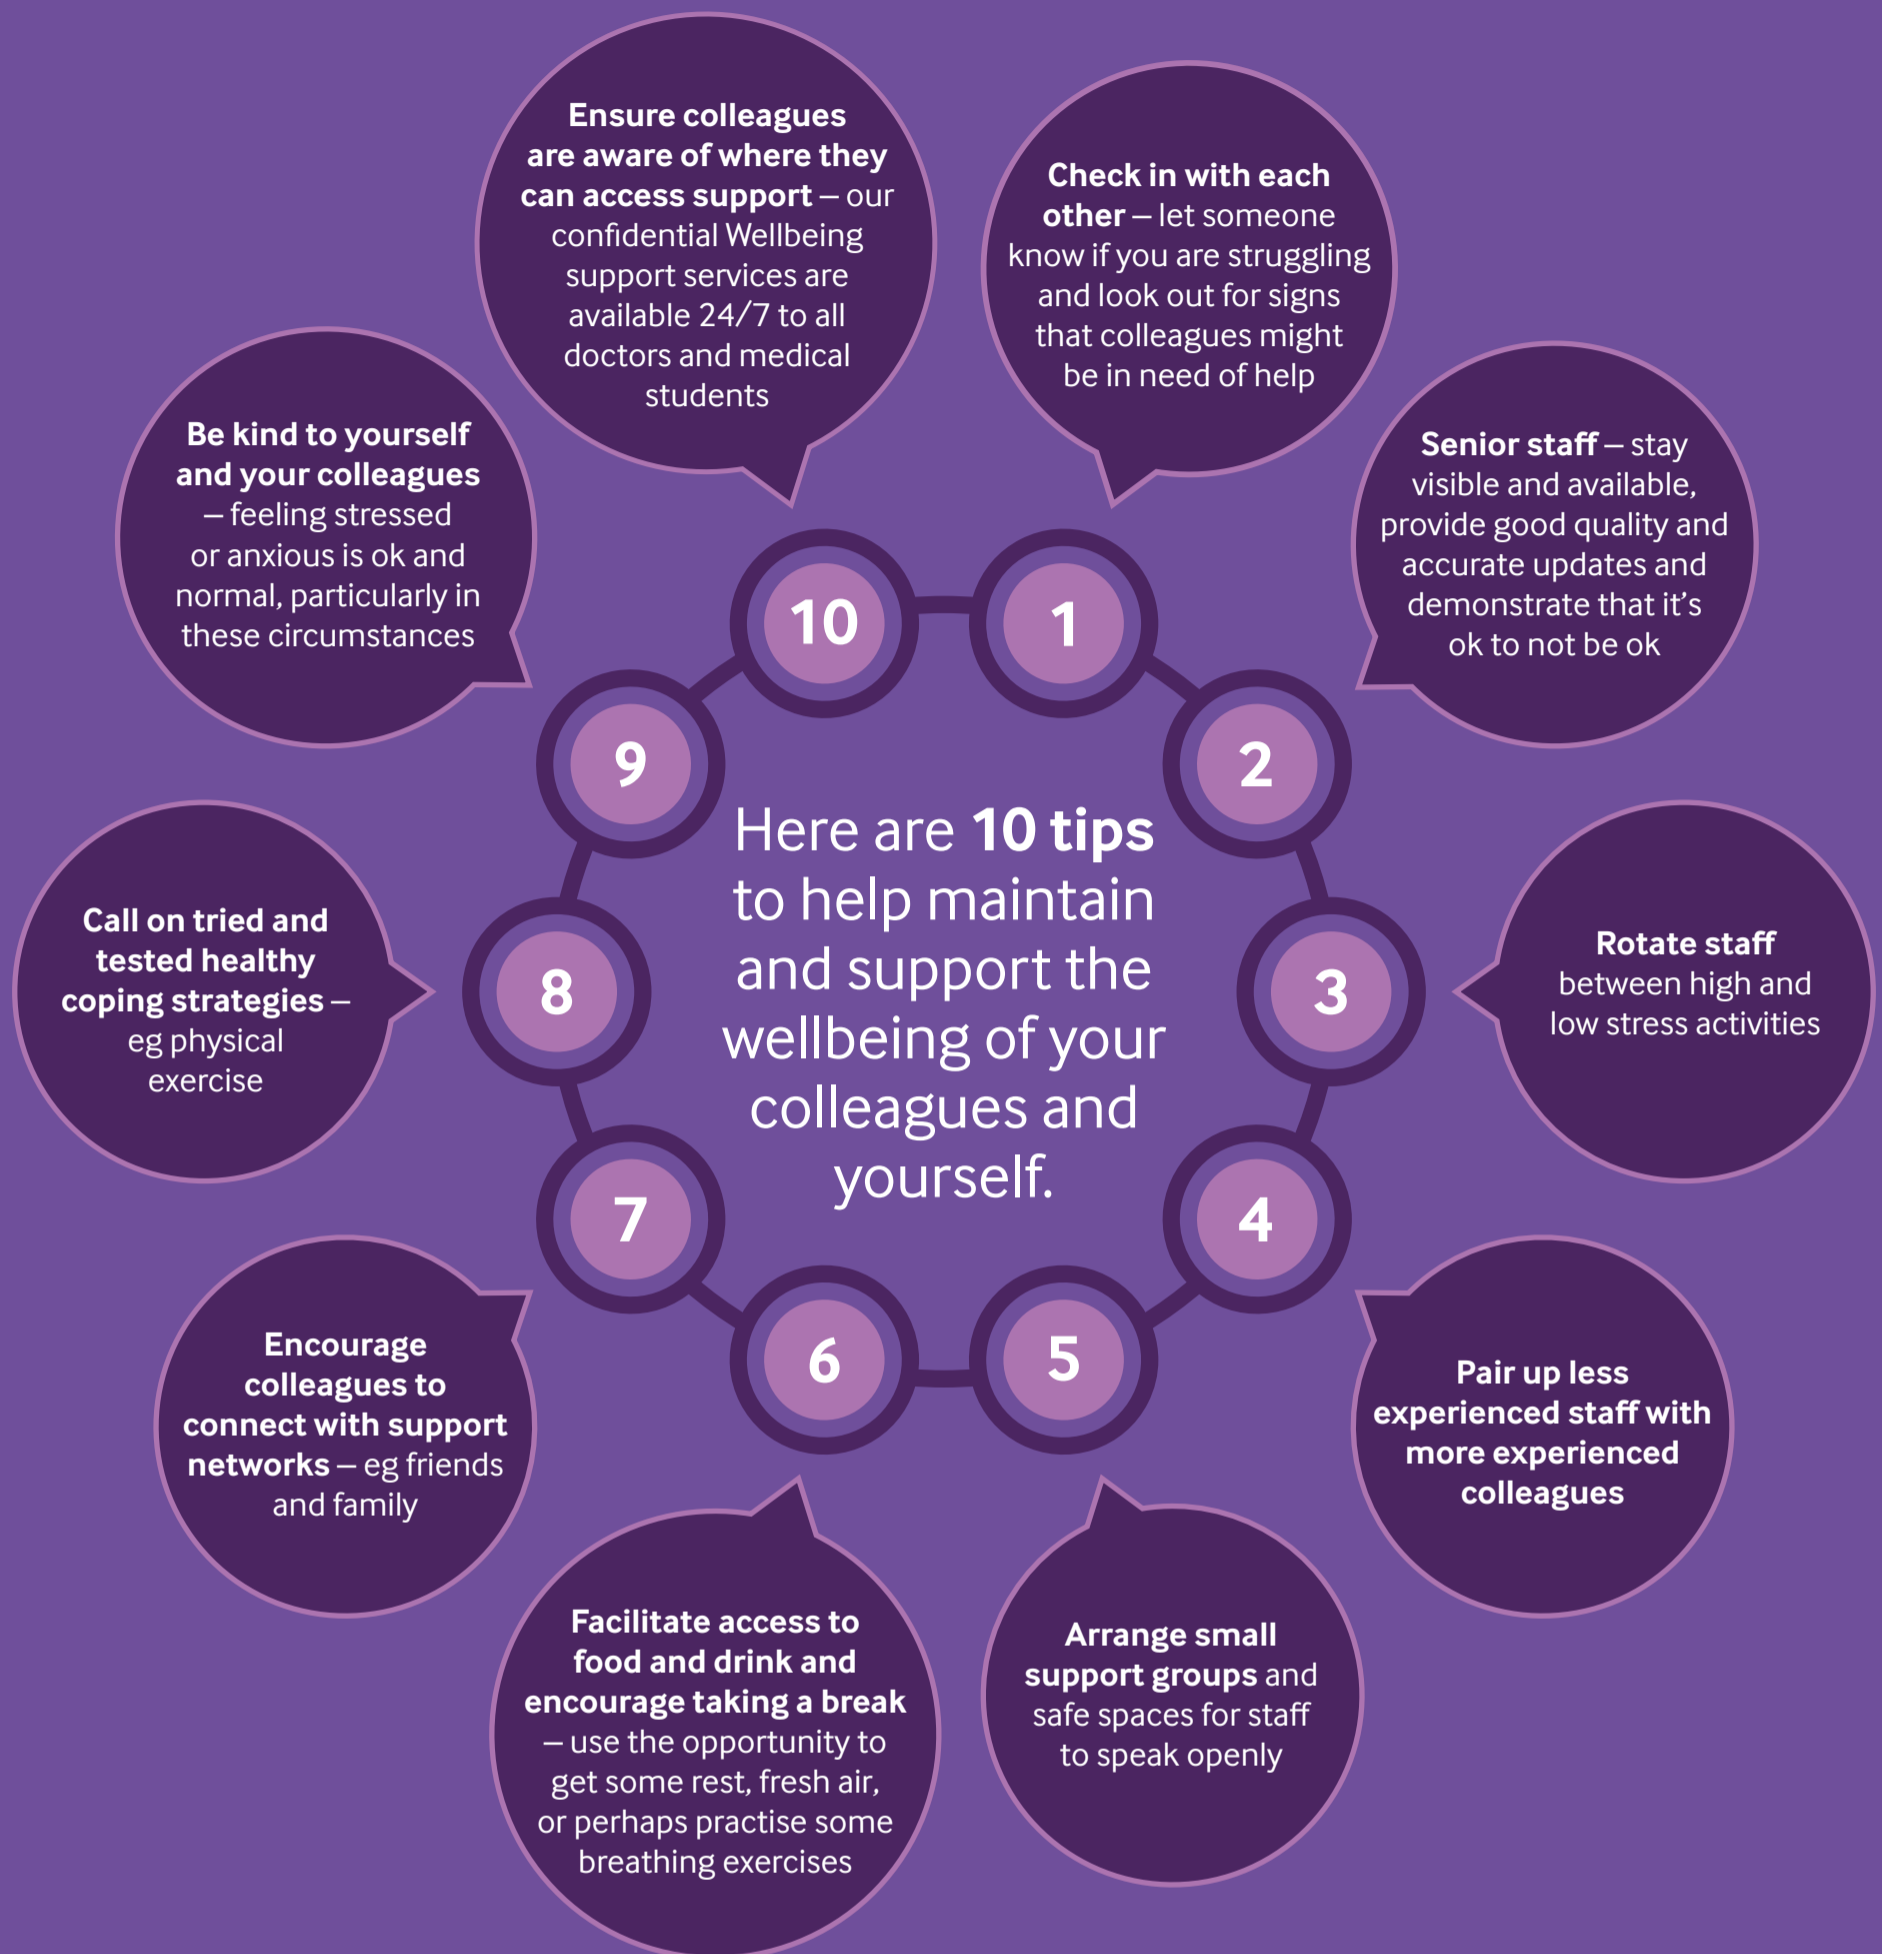 Here are 10 tips
to help maintain
and support the
wellbeing of your
colleagues and
yourself.
1
Check in with each
other – let someone
know if you are struggling
and look out for signs
that colleagues might
be in need of help
2
Senior staff – stay
visible and available,
provide good quality and
accurate updates and
demonstrate that it's
ok to not be ok
3
Rotate staff
between high and
low stress activities
4
Pair up less
experienced staff with
more experienced
colleagues
5
Arrange small
support groups and
safe spaces for staff
to speak openly
6
Facilitate access to
food and drink and
encourage taking a break
– use the opportunity to
get some rest, fresh air,
or perhaps practise some
breathing exercises
7
Encourage
colleagues to
connect with support
networks – eg friends
and family
8
Call on tried and
tested healthy
coping strategies –
eg physical
exercise
9
Be kind to yourself
and your colleagues
– feeling stressed
or anxious is ok and
normal, particularly in
these circumstances
10
Ensure colleagues
are aware of where they
can access support – our
confidential Wellbeing
support services are
available 24/7 to all
doctors and medical
students